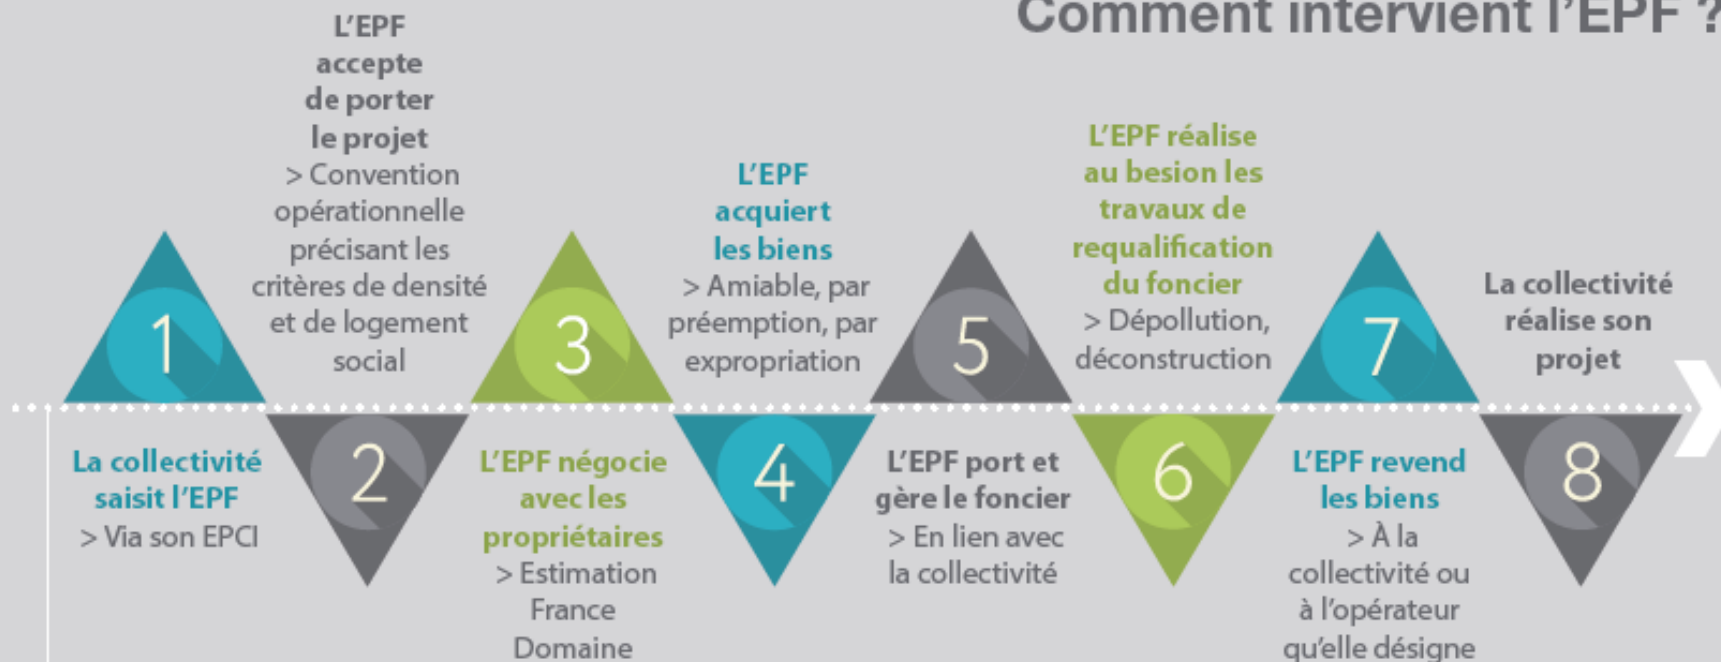 Comment intervient l'EPF ?
1
La collectivité
saisit l'EPF
> Via son EPCI
2
L'EPF
accepte
de porter
le projet
> Convention
opérationnelle
précisant les
critères de densité
et de logement
social
3
L'EPF négocie
avec les
propriétaires
> Estimation
France
Domaine
4
L'EPF
acquiert
les biens
> Amiable, par
préemption, par
expropriation
5
L'EPF port et
gère le foncier
> En lien avec
la collectivité
6
L'EPF réalise
au besion les
travaux de
requalification
du foncier
> Dépollution,
déconstruction
7
L'EPF revend
les biens
> À la
collectivité ou
à l'opérateur
qu'elle désigne
8
La collectivité
réalise son
projet